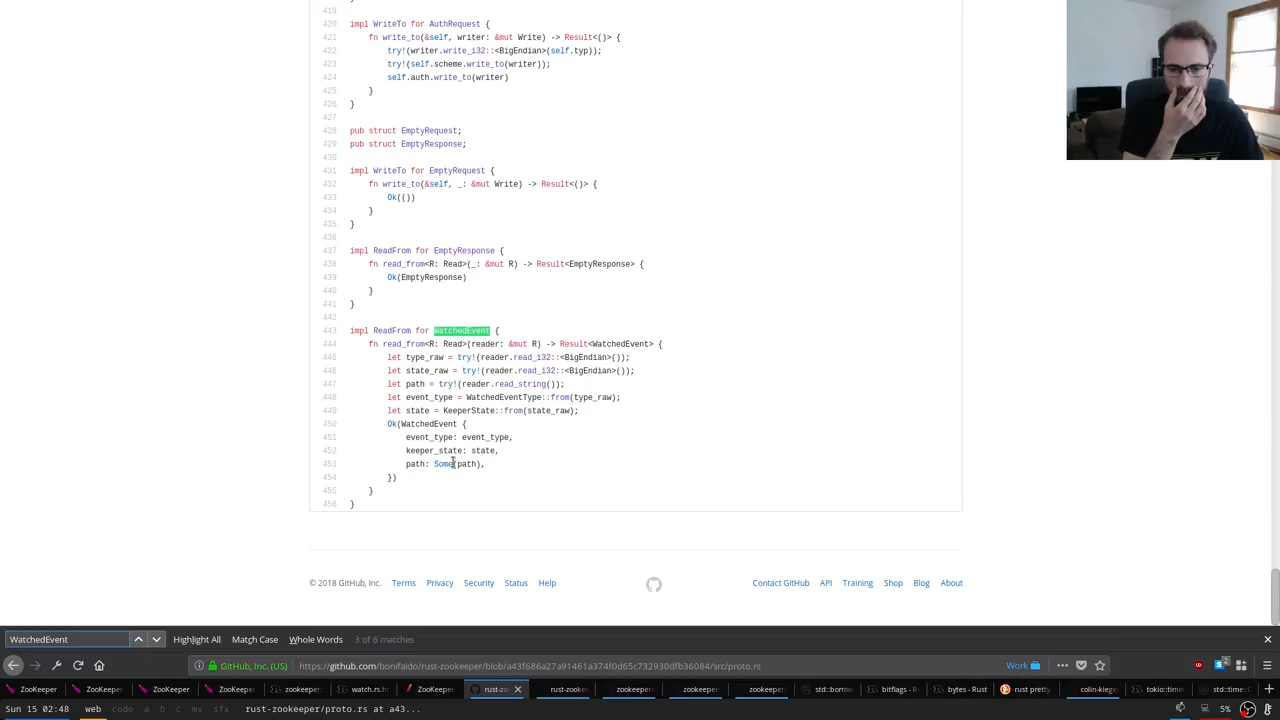 419
420 impl WriteTo for AuthRequest {
421 fn write_to(&self, writer: &mut Write) -> Result<()> {
422 try!(writer.write_i32::<BigEndian>(self.typ));
423 try!(self.scheme.write_to(writer));
424 self.auth.write_to(writer)
425 }
426 }
427
428 pub struct EmptyRequest;
429 pub struct EmptyResponse;
430
431 impl WriteTo for EmptyRequest {
432 fn write_to(&self, _: &mut Write) -> Result<()> {
433 Ok(())
434 }
435 }
436
437 impl ReadFrom for EmptyResponse {
438 fn read_from<R: Read>(_: &mut R) -> Result<EmptyResponse> {
439 Ok(EmptyResponse)
440 }
441 }
442
443 impl ReadFrom for WatchedEvent {
444 fn read_from<R: Read>(reader: &mut R) -> Result<WatchedEvent> {
445 let type_raw = try!(reader.read_i32::<BigEndian>());
446 let state_raw = try!(reader.read_i32::<BigEndian>());
447 let path = try!(reader.read_string());
448 let event_type = WatchedEventType::from(type_raw);
449 let state = KeeperState::from(state_raw);
450 Ok(WatchedEvent {
451 event_type: event_type,
452 keeper_state: state,
453 path: Some(path),
454 })
455 }
456 }
© 2018 GitHub, Inc. Terms Privacy Security Status Help Contact GitHub API Training Shop Blog About
WatchedEvent Highlight All Match Case Whole Words 3 of 6 matches
GitHub, Inc. (US) https://github.com/bonifaido/rust-zookeeper/blob/a43f686a27a91461a374f0d65c732930dfb36084/src/proto.rs Work
ZooKeeper ZooKeeper ZooKeeper ZooKeeper zookeeper: watch.rs.ho ZooKeeper rust-zo rust-zooke zookeeper zookeeper zookeeper std::borrow bitflags - Ru bytes - Rust rust pretty colin-kiege tokio::time std::time::D
Sun 15 02:48 web code a b c mx sfx rust-zookeeper/proto.rs at a43... 5%